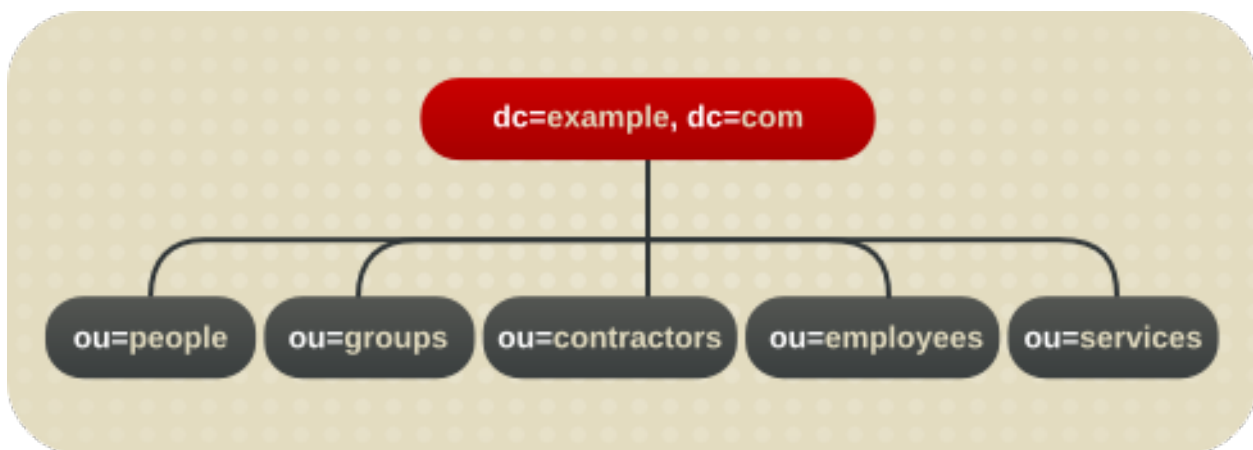 dc=example, dc=com
ou=people
ou=groups
ou=contractors
ou=employees
ou=services